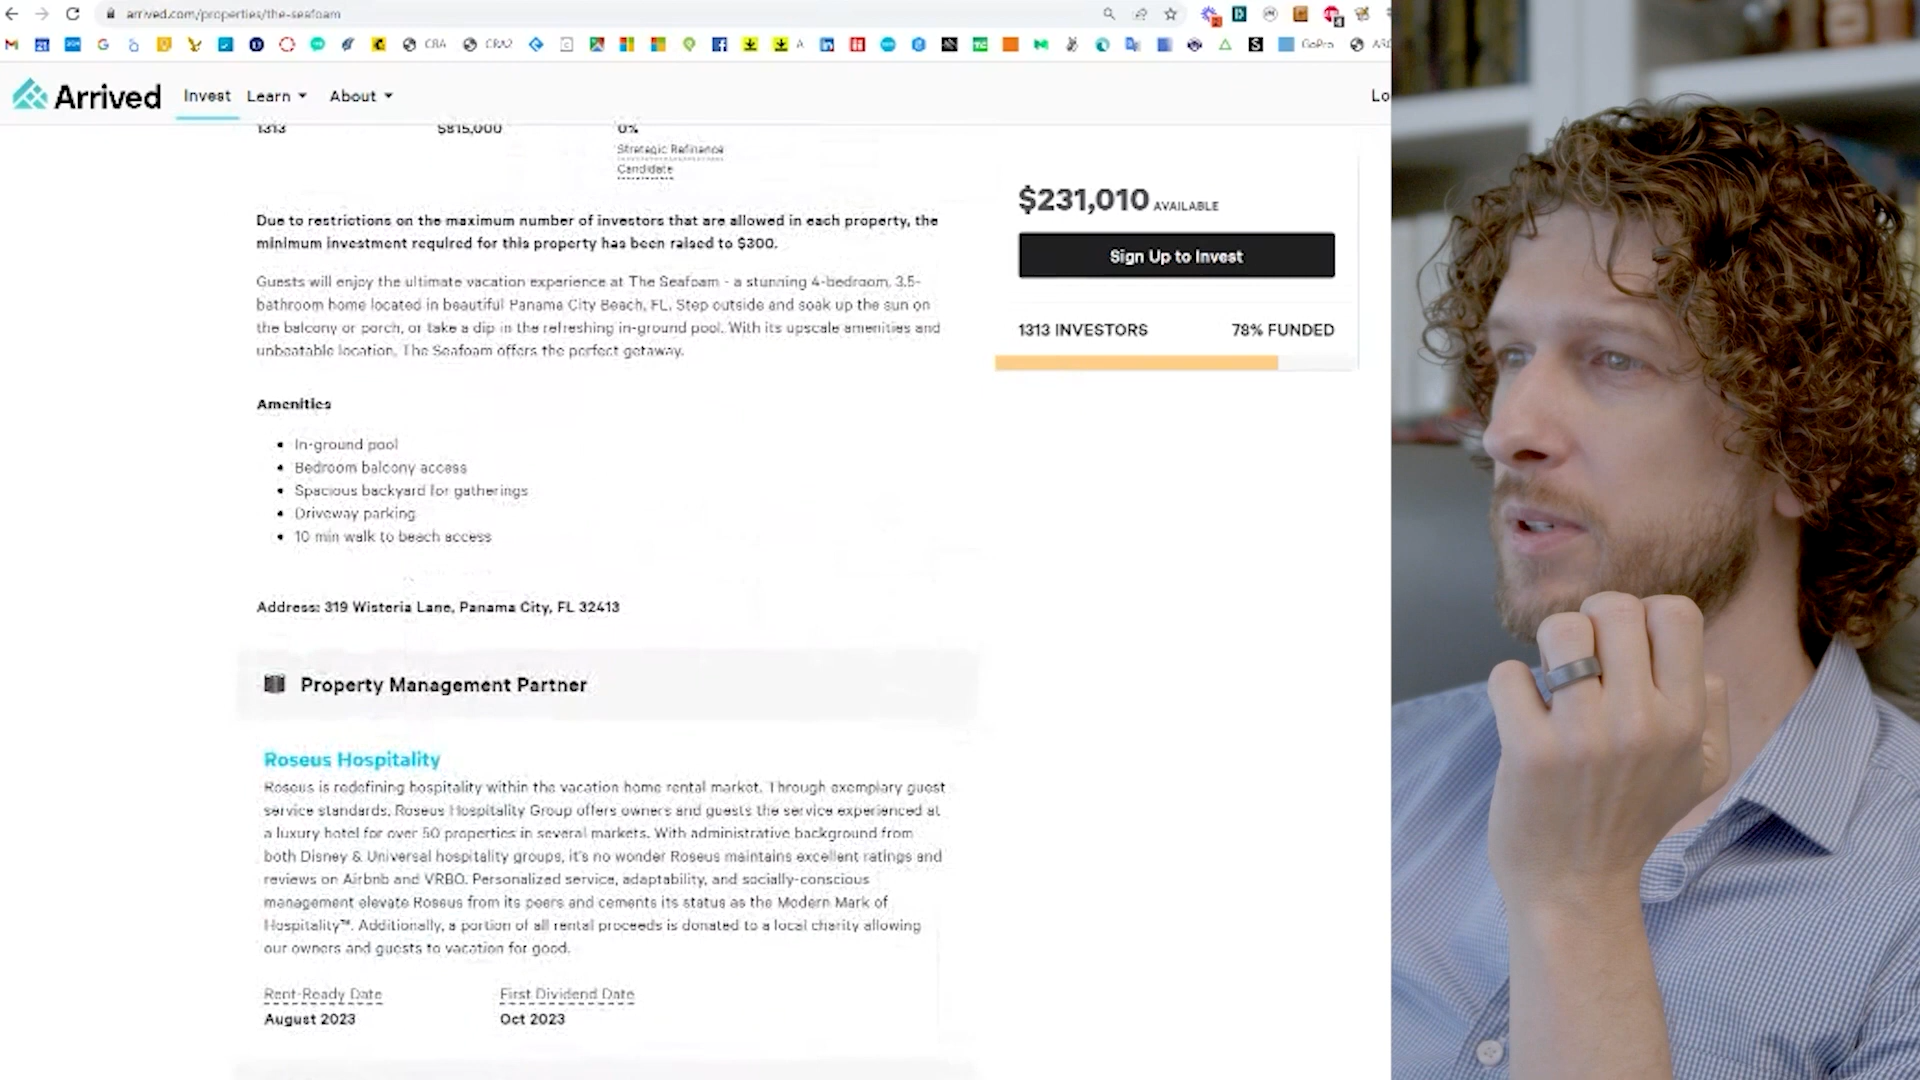 arrived.com/properties/the-seafoam
CRA
CRA2
A
GoPro
Arrived
Invest
Learn
About
Lo
1313
$815,000
0%
Strategic Refinance
Candidate
Due to restrictions on the maximum number of investors that are allowed in each property, the
minimum investment required for this property has been raised to $300.
Guests will enjoy the ultimate vacation experience at The Seafoam - a stunning 4-bedroom, 3.5-
bathroom home located in beautiful Panama City Beach, FL. Step outside and soak up the sun on
the balcony or porch, or take a dip in the refreshing in-ground pool. With its upscale amenities and
unbeatable location, The Seafoam offers the perfect getaway.
Amenities
• In-ground pool
• Bedroom balcony access
• Spacious backyard for gatherings
• Driveway parking
• 10 min walk to beach access
Address: 319 Wisteria Lane, Panama City, FL 32413
$231,010 AVAILABLE
Sign Up to Invest
1313 INVESTORS
78% FUNDED
Property Management Partner
Roseus Hospitality
Roseus is redefining hospitality within the vacation home rental market. Through exemplary guest
service standards, Roseus Hospitality Group offers owners and guests the service experienced at
a luxury hotel for over 50 properties in several markets. With administrative background from
both Disney & Universal hospitality groups, it's no wonder Roseus maintains excellent ratings and
reviews on Airbnb and VRBO. Personalized service, adaptability, and socially-conscious
management elevate Roseus from its peers and cements its status as the Modern Mark of
Hospitality™. Additionally, a portion of all rental proceeds is donated to a local charity allowing
our owners and guests to vacation for good.
Rent-Ready Date
First Dividend Date
August 2023
Oct 2023